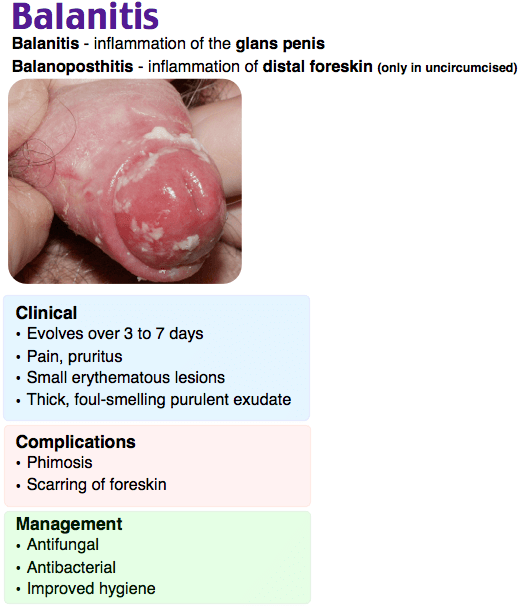 Balanitis
Balanitis - inflammation of the glans penis
Balanoposthitis - inflammation of distal foreskin (only in uncircumcised)
Clinical
• Evolves over 3 to 7 days
• Pain, pruritus
• Small erythematous lesions
• Thick, foul-smelling purulent exudate
Complications
• Phimosis
• Scarring of foreskin
Management
• Antifungal
• Antibacterial
• Improved hygiene